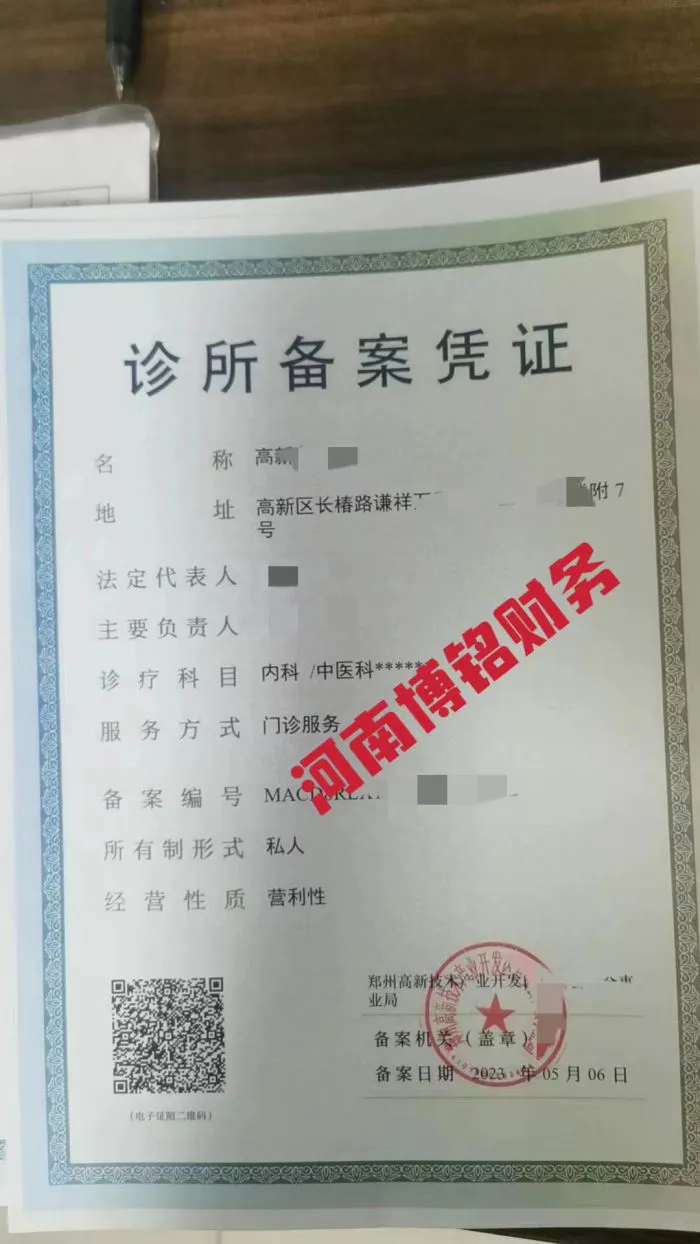 诊所备案凭证
名称 高新
地址 高新区长椿路谦祥 附 7
号
法定代表人
主要负责人
诊疗科目 内科 /中医科******
服务方式 门诊服务
河南博铭财务
备案编号 MACD
所有制形式 私人
经营性质 营利性
郑州高新技术产业开发
业局
备案机关(盖章)
备案日期 2023 年 05 月 06 日
(电子证照二维码)